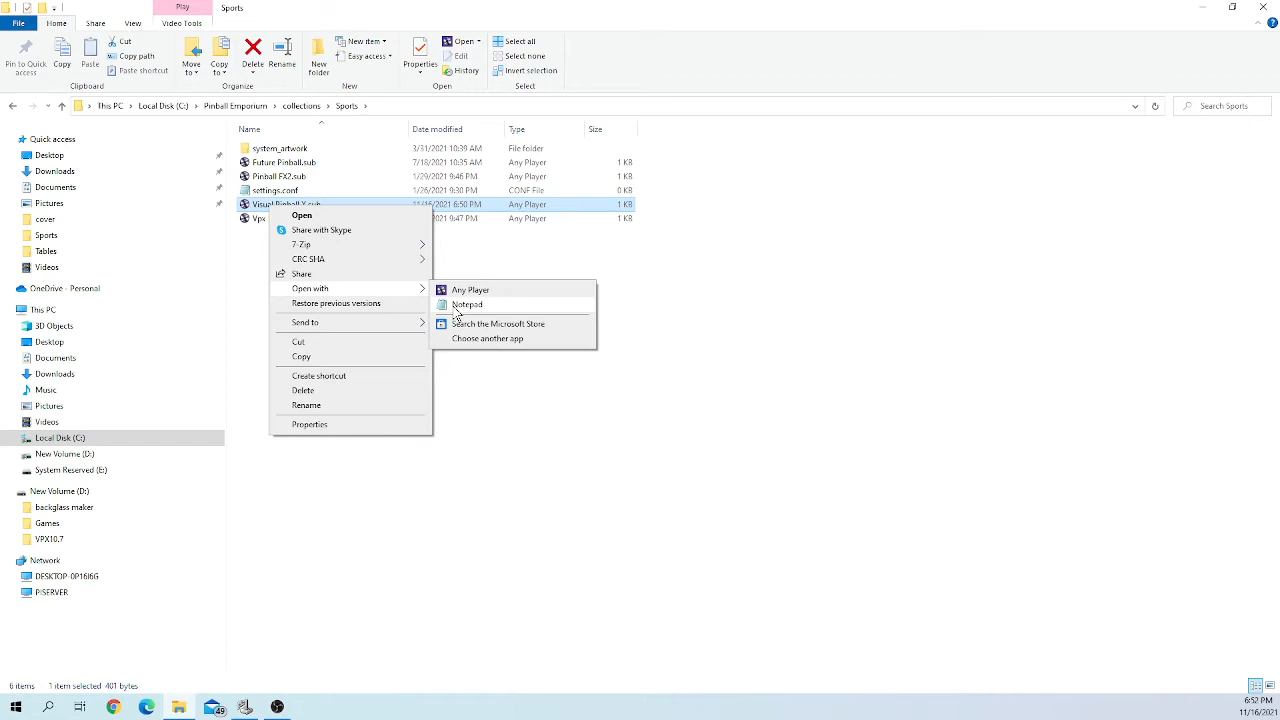 Play
Sports
File
Home
Share
View
Video Tools
Pin to Quick access
Copy
Paste
Cut
Copy path
Paste shortcut
Clipboard
Move to
Copy to
Delete
Rename
Organize
New folder
New item
Easy access
New
Properties
Open
Edit
History
Open
Select all
Select none
Invert selection
Select
This PC > Local Disk (C:) > Pinball Emporium > collections > Sports >
Search Sports
Name Date modified Type Size
system_artwork 3/31/2021 10:39 AM File folder
Future Pinball.sub 7/18/2021 10:35 AM Any Player 1 KB
Pinball FX2.sub 1/29/2021 9:46 PM Any Player 1 KB
settings.conf 1/26/2021 9:30 PM CONF File 0 KB
Visual Pinball X.sub 11/16/2021 6:50 PM Any Player 1 KB
Vpx 2021 9:47 PM Any Player 1 KB
Quick access
Desktop
Downloads
Documents
Pictures
cover
Sports
Tables
Videos
OneDrive - Personal
This PC
3D Objects
Desktop
Documents
Downloads
Music
Pictures
Videos
Local Disk (C:)
New Volume (D:)
System Reserved (E:)
New Volume (D:)
backglass maker
Games
VPX10.7
Network
DESKTOP-0P16I6G
PISERVER
Open
Share with Skype
7-Zip
CRC SHA
Share
Open with
Restore previous versions
Send to
Cut
Copy
Create shortcut
Delete
Rename
Properties
Any Player
Notepad
Search the Microsoft Store
Choose another app
6 items 1 item selected 401 bytes
49
6:52 PM
11/16/2021